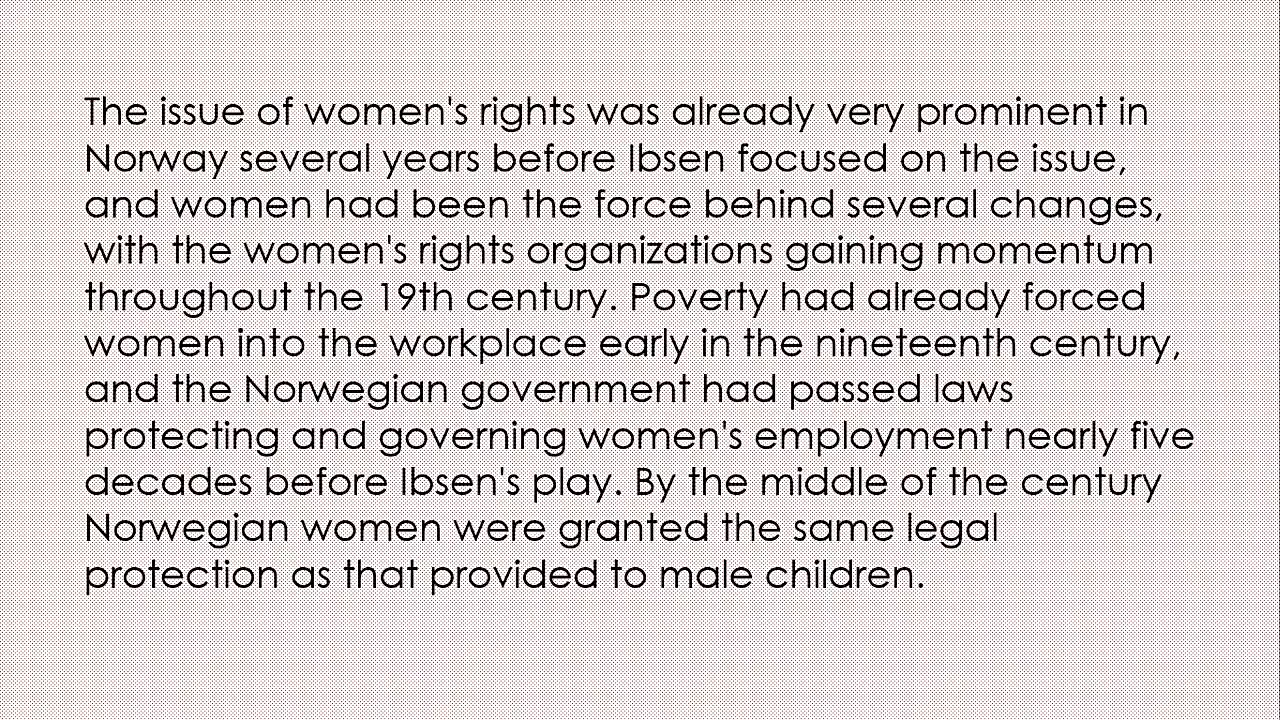 The issue of women's rights was already very prominent in
Norway several years before Ibsen focused on the issue,
and women had been the force behind several changes,
with the women's rights organizations gaining momentum
throughout the 19th century. Poverty had already forced
women into the workplace early in the nineteenth century,
and the Norwegian government had passed laws
protecting and governing women's employment nearly five
decades before Ibsen's play. By the middle of the century
Norwegian women were granted the same legal
protection as that provided to male children.